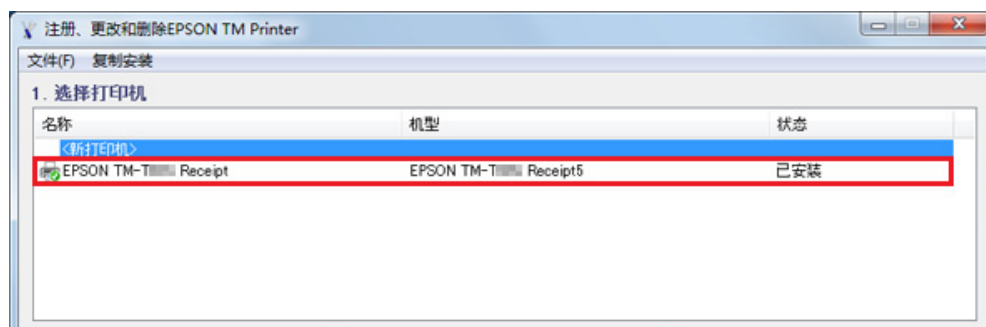 注册、更改和删除EPSON TM Printer
文件(F) 复制安装
1. 选择打印机
名称 机型 状态
<新打印机>
EPSON TM-T Receipt EPSON TM-T Receipt5 已安装